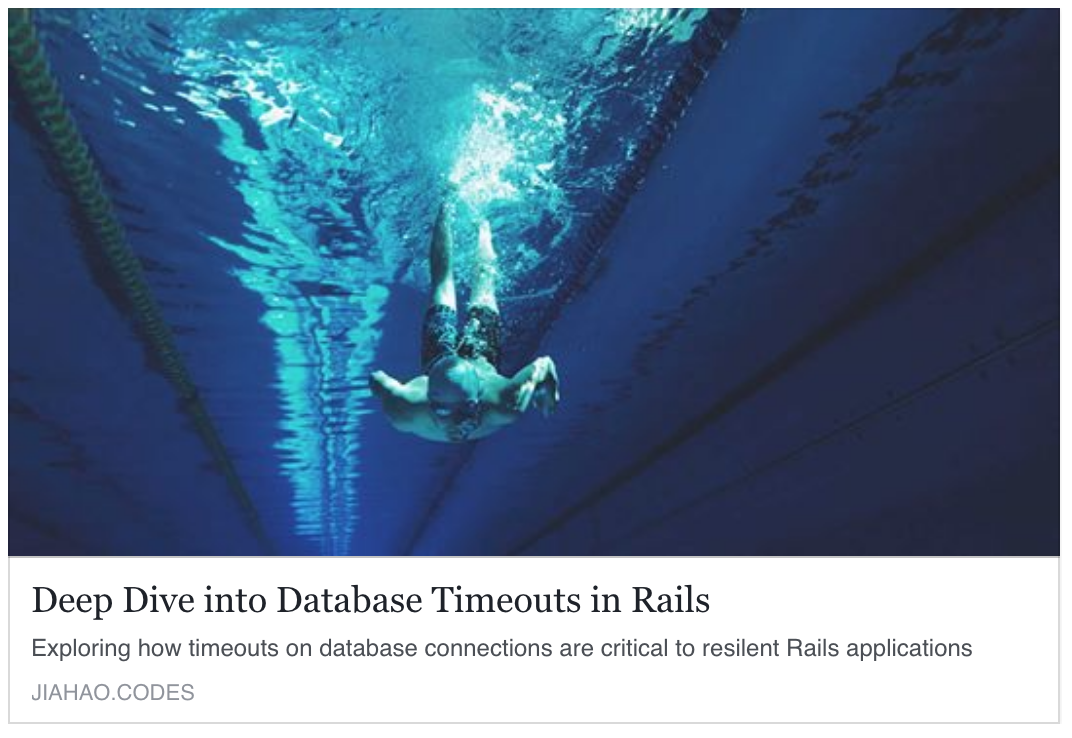 Deep Dive into Database Timeouts in Rails
Exploring how timeouts on database connections are critical to resilent Rails applications
JIAHAO.CODES